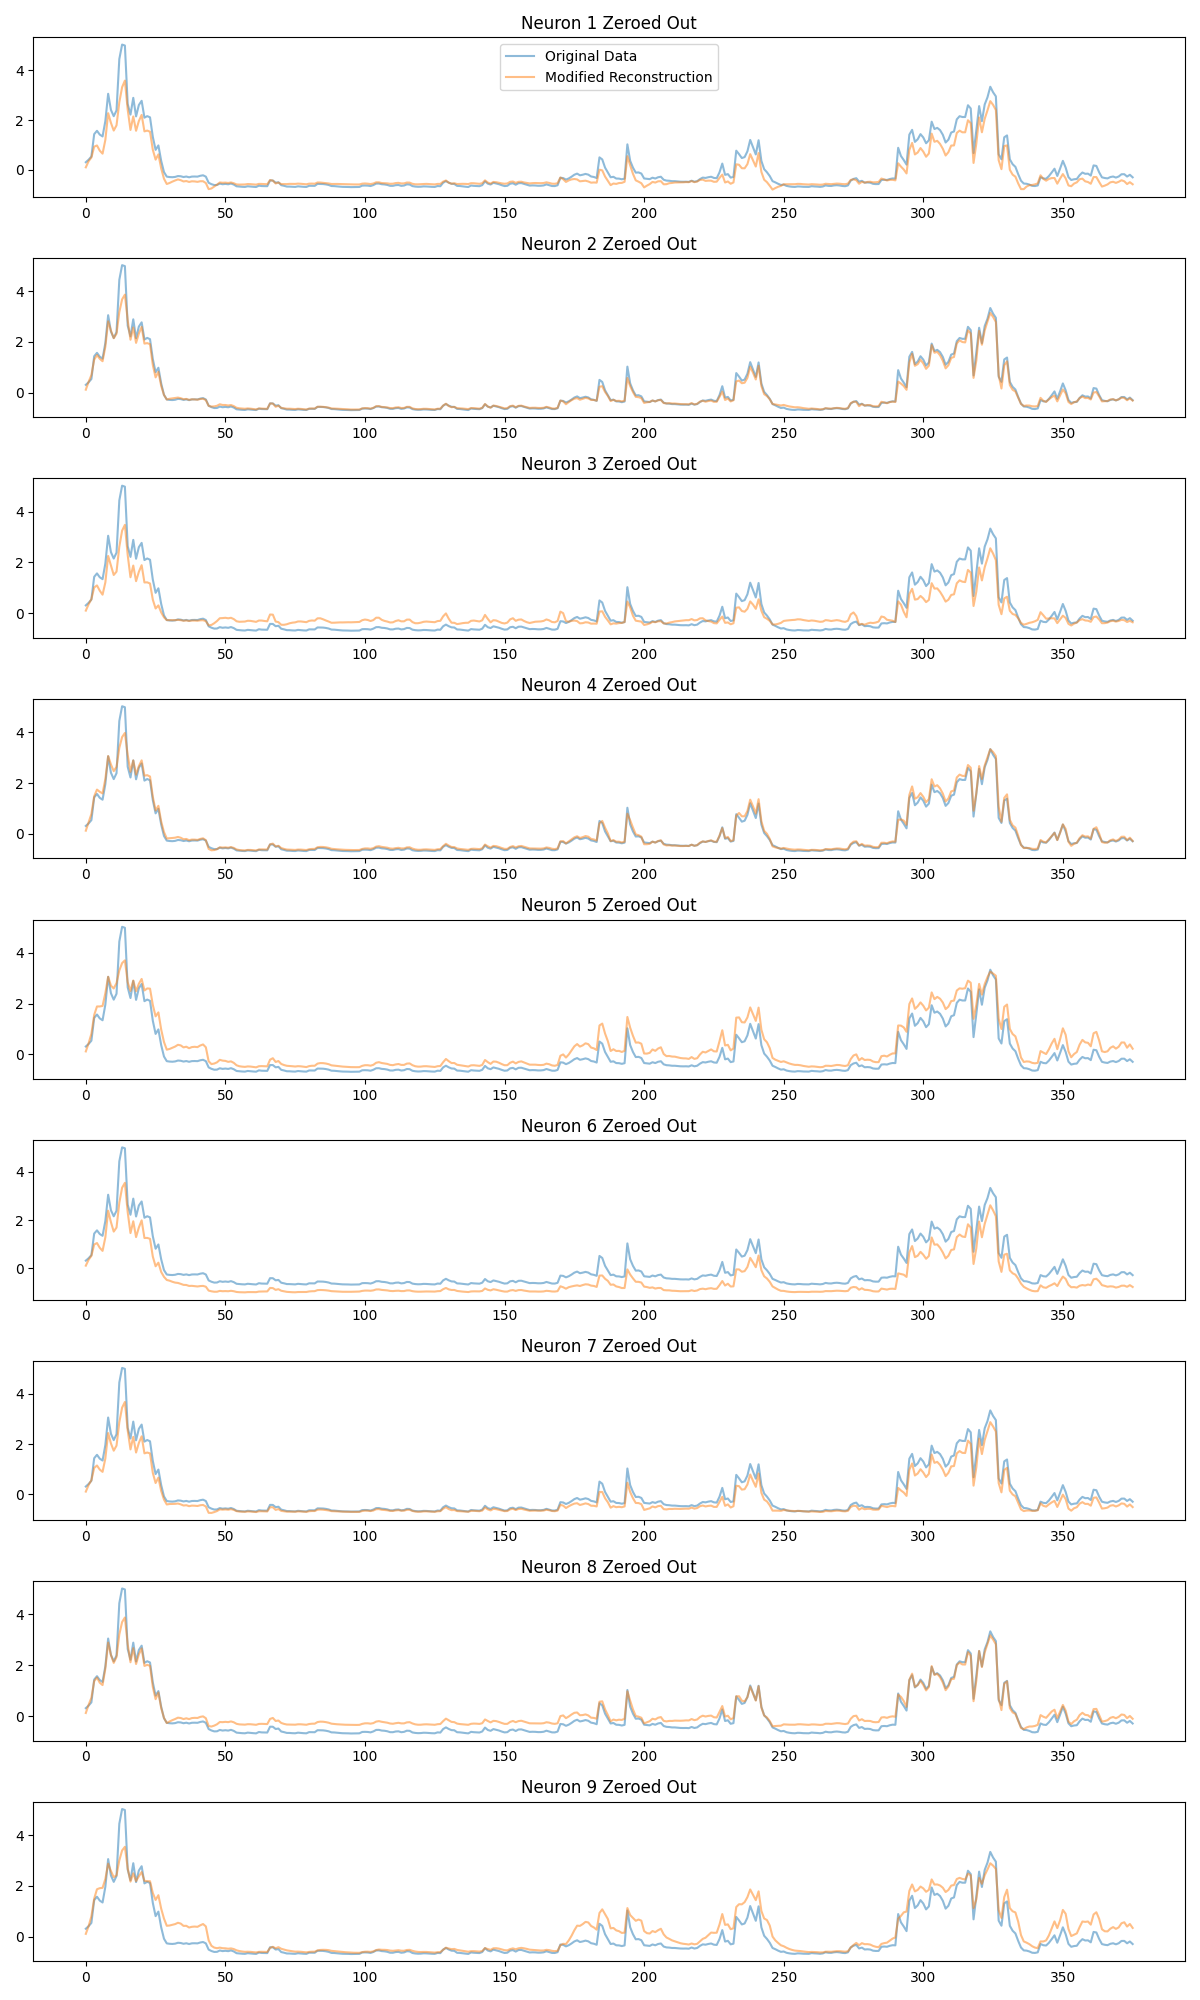 Neuron 1 Zeroed Out
Original Data
Modified Reconstruction
4
2
0
0 50 100 150 200 250 300 350
Neuron 2 Zeroed Out
4
2
0
0 50 100 150 200 250 300 350
Neuron 3 Zeroed Out
4
2
0
0 50 100 150 200 250 300 350
Neuron 4 Zeroed Out
4
2
0
0 50 100 150 200 250 300 350
Neuron 5 Zeroed Out
4
2
0
0 50 100 150 200 250 300 350
Neuron 6 Zeroed Out
4
2
0
0 50 100 150 200 250 300 350
Neuron 7 Zeroed Out
4
2
0
0 50 100 150 200 250 300 350
Neuron 8 Zeroed Out
4
2
0
0 50 100 150 200 250 300 350
Neuron 9 Zeroed Out
4
2
0
0 50 100 150 200 250 300 350